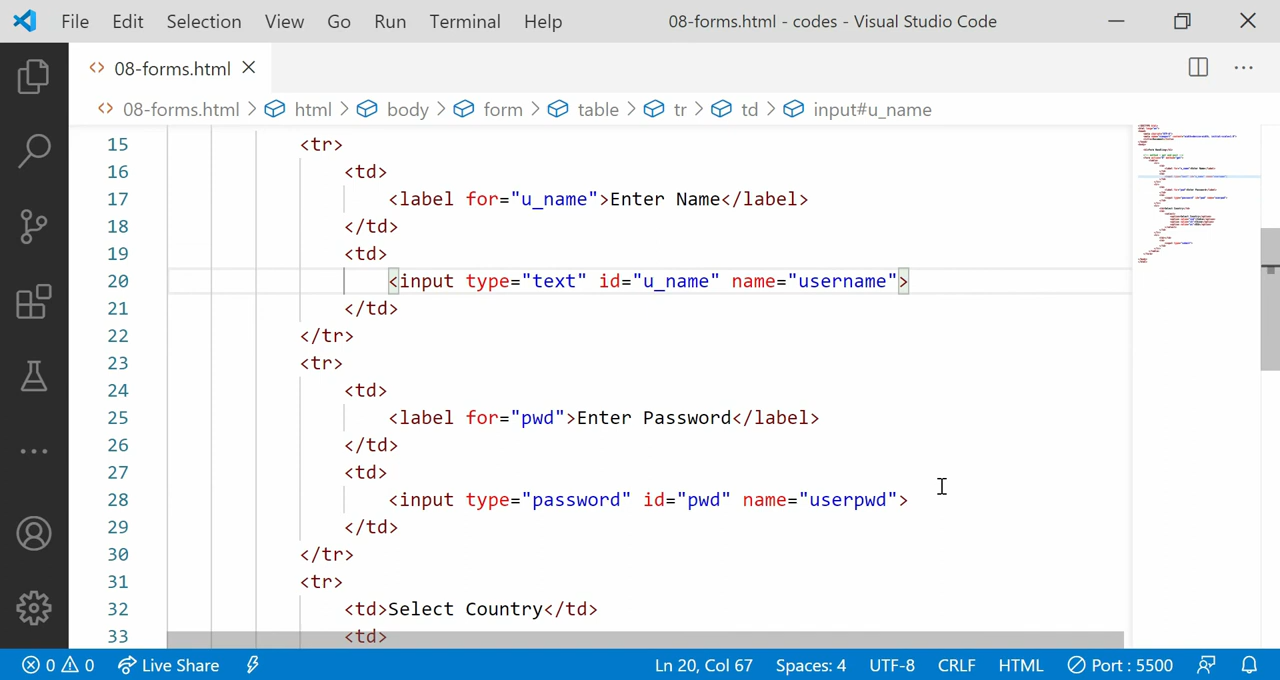 File Edit Selection View Go Run Terminal Help 08-forms.html - codes - Visual Studio Code
08-forms.html
08-forms.html > html > body > form > table > tr > td > input#u_name
15 <tr>
16 <td>
17 <label for="u_name">Enter Name</label>
18 </td>
19 <td>
20 <input type="text" id="u_name" name="username">
21 </td>
22 </tr>
23 <tr>
24 <td>
25 <label for="pwd">Enter Password</label>
26 </td>
27 <td>
28 <input type="password" id="pwd" name="userpwd">
29 </td>
30 </tr>
31 <tr>
32 <td>Select Country</td>
33 <td>
0 0 Live Share Ln 20, Col 67 Spaces: 4 UTF-8 CRLF HTML Port : 5500